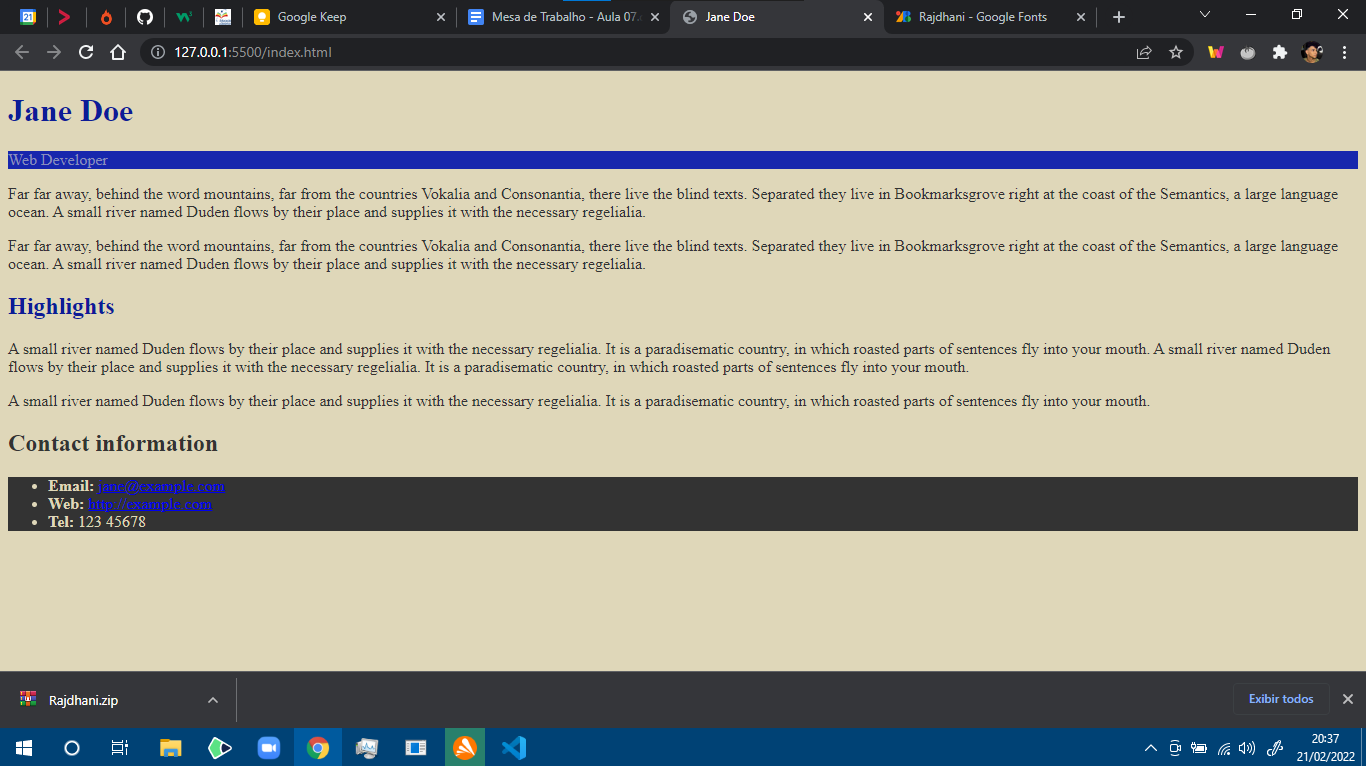 21
Google Keep
Mesa de Trabalho - Aula 07.
Jane Doe
Rajdhani - Google Fonts
127.0.0.1:5500/index.html
Jane Doe
Web Developer
Far far away, behind the word mountains, far from the countries Vokalia and Consonantia, there live the blind texts. Separated they live in Bookmarksgrove right at the coast of the Semantics, a large language
ocean. A small river named Duden flows by their place and supplies it with the necessary regelialia.
Far far away, behind the word mountains, far from the countries Vokalia and Consonantia, there live the blind texts. Separated they live in Bookmarksgrove right at the coast of the Semantics, a large language
ocean. A small river named Duden flows by their place and supplies it with the necessary regelialia.
Highlights
A small river named Duden flows by their place and supplies it with the necessary regelialia. It is a paradisematic country, in which roasted parts of sentences fly into your mouth. A small river named Duden
flows by their place and supplies it with the necessary regelialia. It is a paradisematic country, in which roasted parts of sentences fly into your mouth.
A small river named Duden flows by their place and supplies it with the necessary regelialia. It is a paradisematic country, in which roasted parts of sentences fly into your mouth.
Contact information
Email: jane@example.com
Web: http://example.com
Tel: 123 45678
Rajdhani.zip
Exibir todos
20:37
21/02/2022